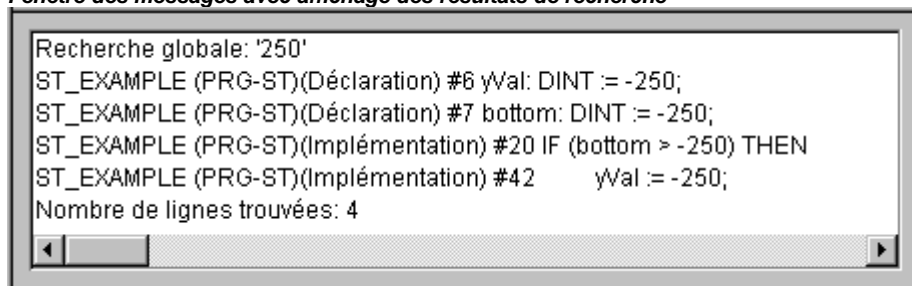 Fenêtre des messages avec affichage des résultats de recherche
Recherche globale: '250'
ST_EXAMPLE (PRG-ST)(Déclaration) #6 yVal: DINT := -250;
ST_EXAMPLE (PRG-ST)(Déclaration) #7 bottom: DINT := -250;
ST_EXAMPLE (PRG-ST)(Implémentation) #20 IF (bottom > -250) THEN
ST_EXAMPLE (PRG-ST)(Implémentation) #42 yVal := -250;
Nombre de lignes trouvées: 4